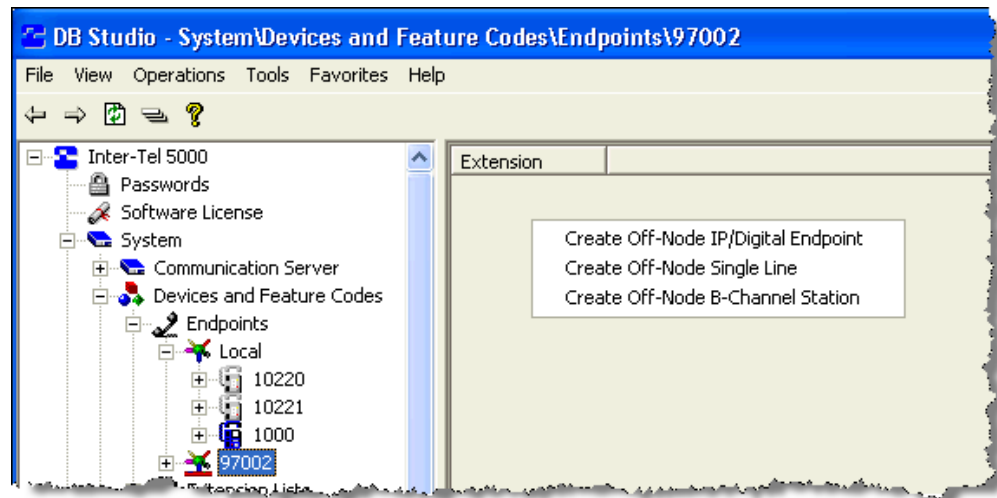 DB Studio - System\Devices and Feature Codes\Endpoints\97002
File View Operations Tools Favorites Help
Inter-Tel 5000
Passwords
Software License
System
Communication Server
Devices and Feature Codes
Endpoints
Local
10220
10221
1000
97002
Extension Lists
Extension
Create Off-Node IP/Digital Endpoint
Create Off-Node Single Line
Create Off-Node B-Channel Station